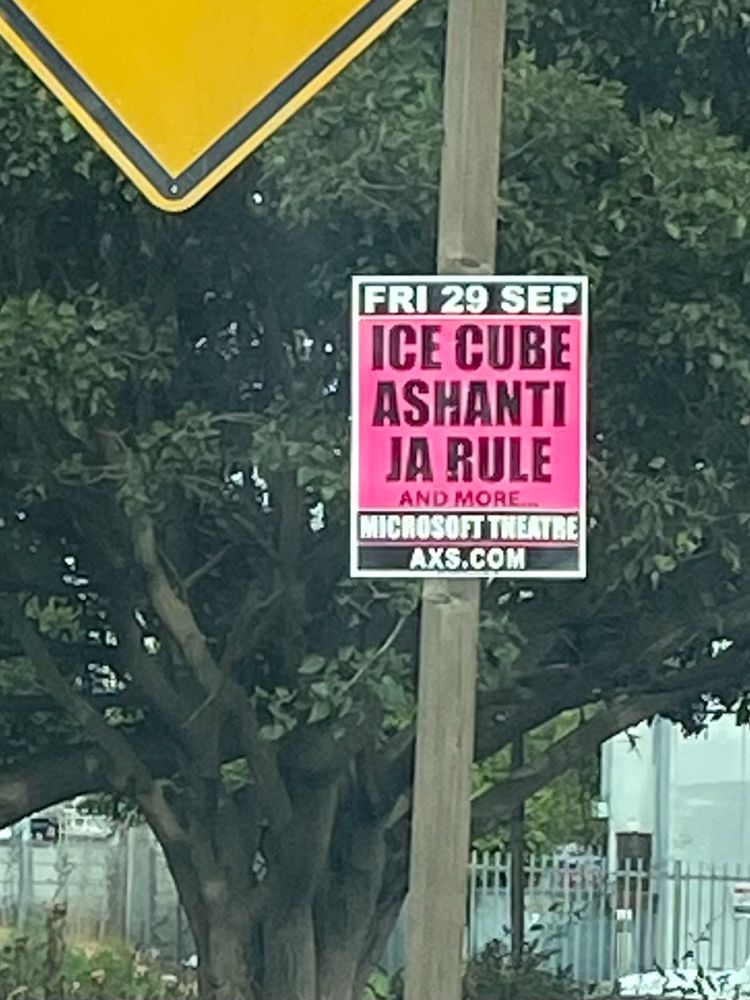 FRI 29 SEP
ICE CUBE
ASHANTI
JA RULE
AND MORE...
MICROSOFT THEATRE
AXS.COM